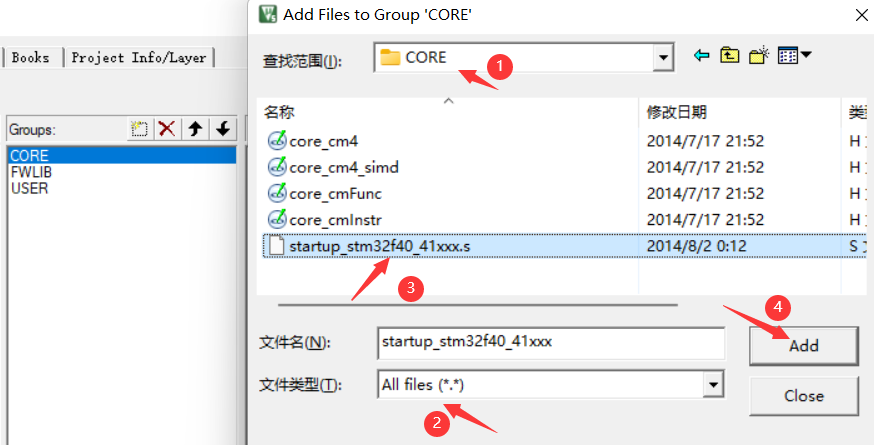 Add Files to Group 'CORE'
Books
Project Info/Layer
查找范围(I):
CORE
1
名称
修改日期
Groups:
CORE
FWLIB
USER
core_cm4
2014/7/17 21:52
H
core_cm4_simd
2014/7/17 21:52
H
core_cmFunc
2014/7/17 21:52
H
core_cmInstr
2014/7/17 21:52
H
startup_stm32f40_41xxx.s
2014/8/2 0:12
S
3
4
文件名(N):
startup_stm32f40_41xxx
Add
文件类型(T):
All files (*.*)
Close
2